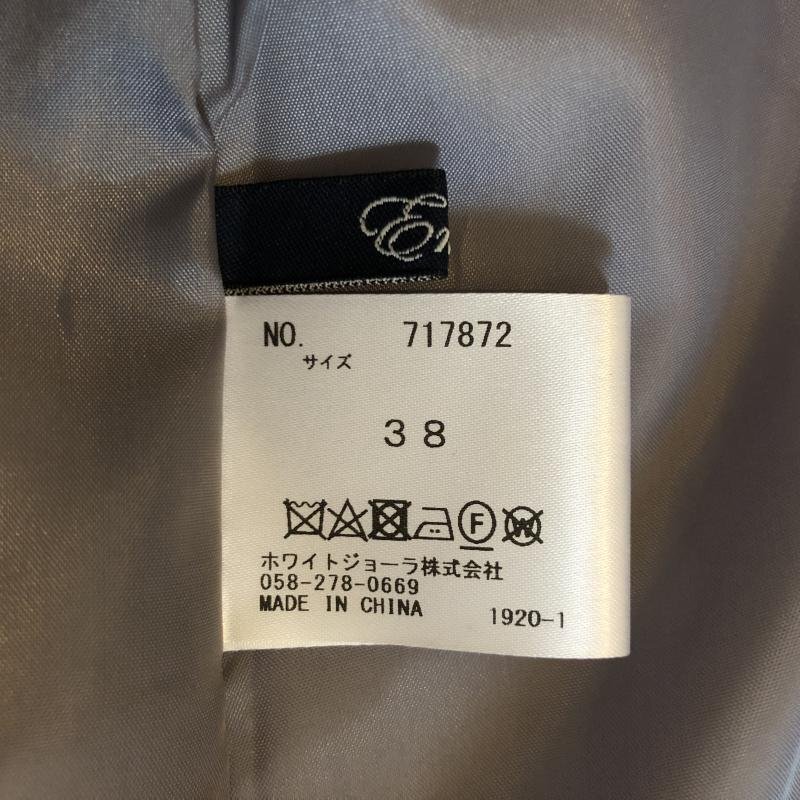 NO. 717872
サイズ
38
F W
ホワイトジョーラ株式会社
058-278-0669
MADE IN CHINA 1920-1